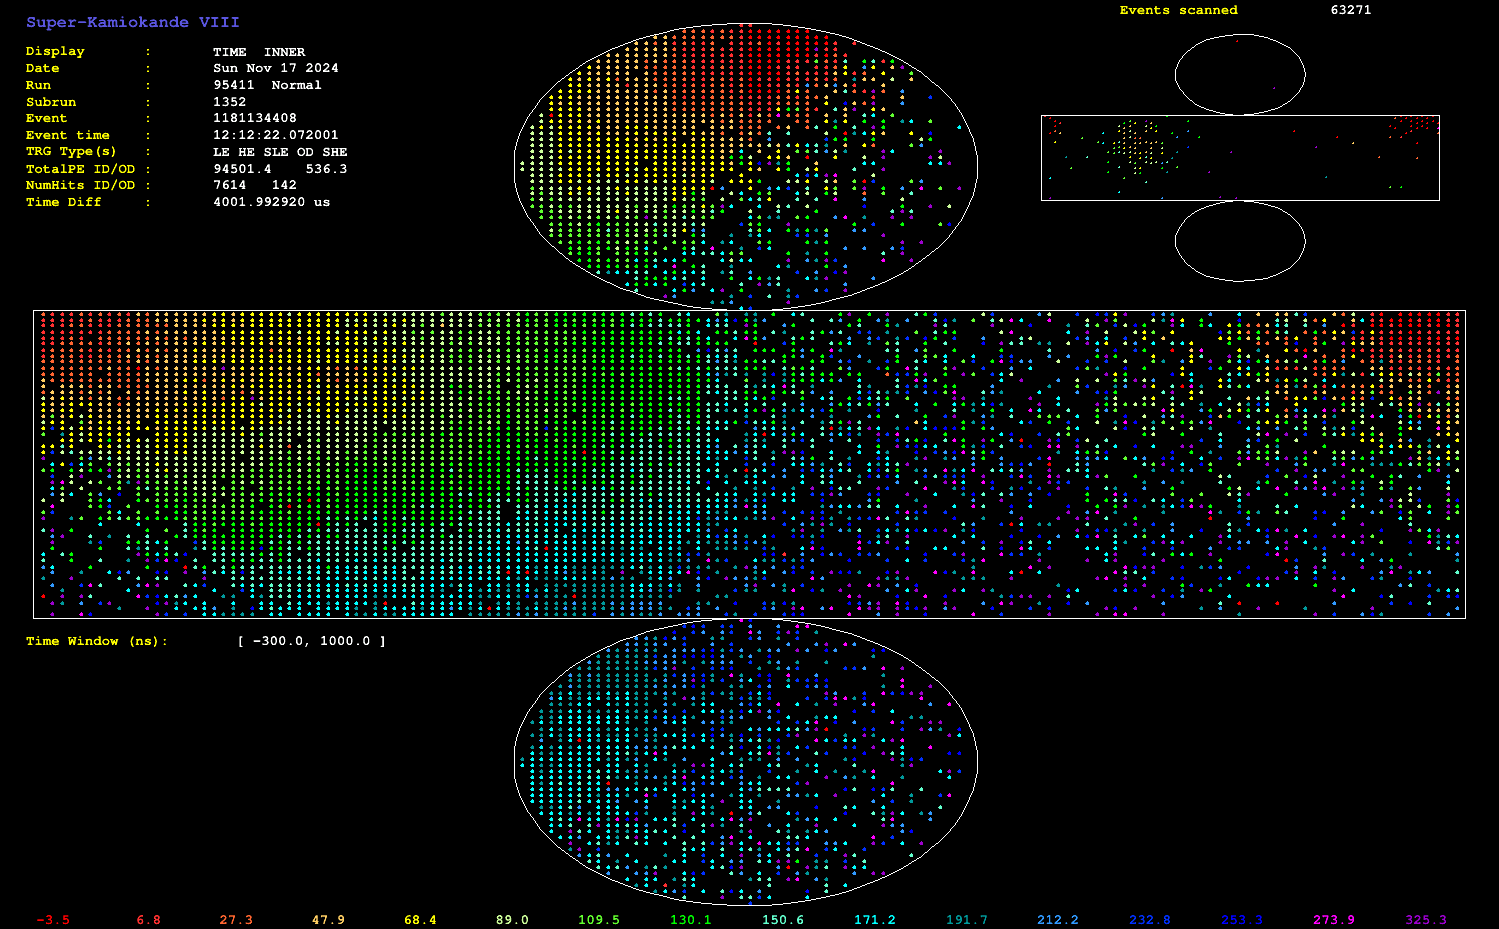 Super-Kamiokande VIII
Display : TIME INNER
Date : Sun Nov 17 2024
Run : 95411 Normal
Subrun : 1352
Event : 1181134408
Event time : 12:12:22.072001
TRG Type(s) : LE HE SLE OD SHE
TotalPE ID/OD : 94501.4 536.3
NumHits ID/OD : 7614 142
Time Diff : 4001.992920 us
Events scanned 63271
Time Window (ns): [ -300.0, 1000.0 ]
-3.5 6.8 27.3 47.9 68.4 89.0 109.5 130.1 150.6 171.2 191.7 212.2 232.8 253.3 273.9 325.3